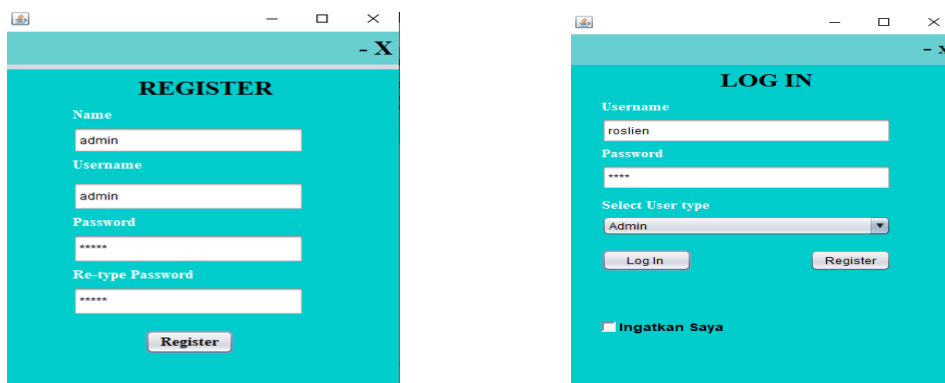 - X
REGISTER
Name
admin
Username
admin
Password
*****
Re-type Password
*****
Register
- X
LOG IN
Username
roslien
Password
****
Select User type
Admin
Log In
Register
Ingatkan Saya